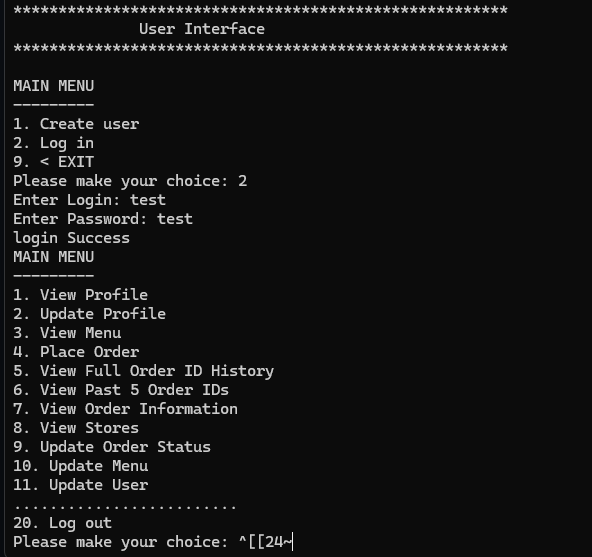 *******************************************************
User Interface
*******************************************************
MAIN MENU
---------
1. Create user
2. Log in
9. < EXIT
Please make your choice: 2
Enter Login: test
Enter Password: test
login Success
MAIN MENU
---------
1. View Profile
2. Update Profile
3. View Menu
4. Place Order
5. View Full Order ID History
6. View Past 5 Order IDs
7. View Order Information
8. View Stores
9. Update Order Status
10. Update Menu
11. Update User
.........................
20. Log out
Please make your choice: ^[[24~